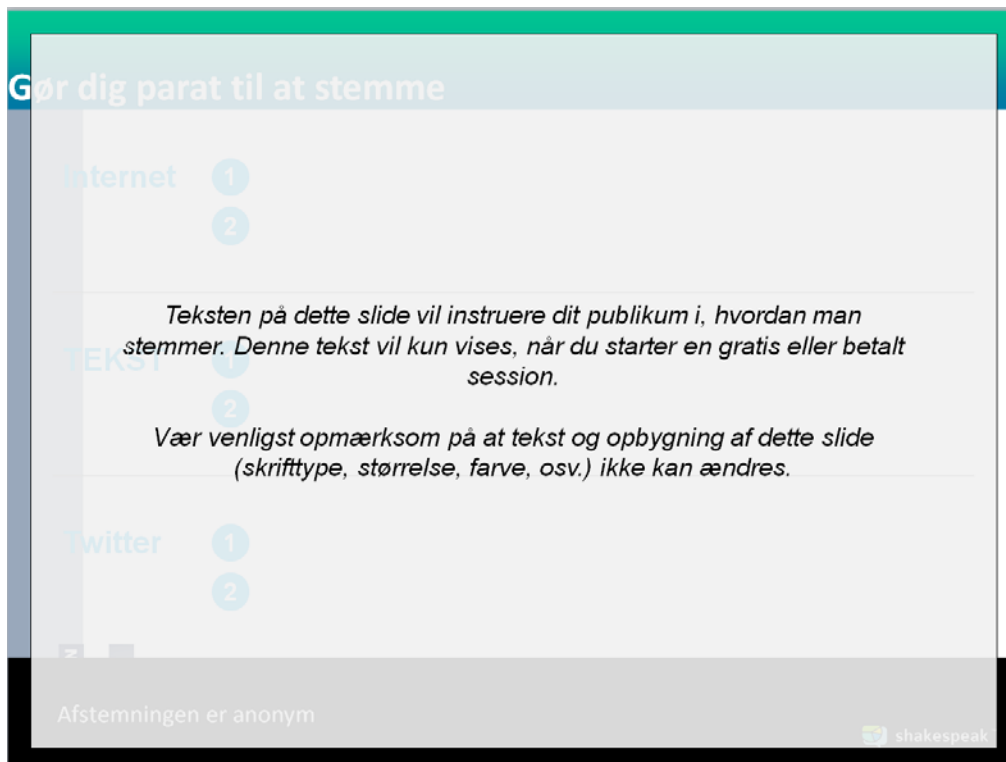 Gør dig parat til at stemme
Internet 1
2
Teksten på dette slide vil instruere dit publikum i, hvordan man
stemmer. Denne tekst vil kun vises, når du starter en gratis eller betalt
session.
TEKST 1
2
Vær venligst opmærksom på at tekst og opbygning af dette slide
(skrifttype, størrelse, farve, osv.) ikke kan ændres.
Twitter 1
2
Afstemningen er anonym
shakespeak